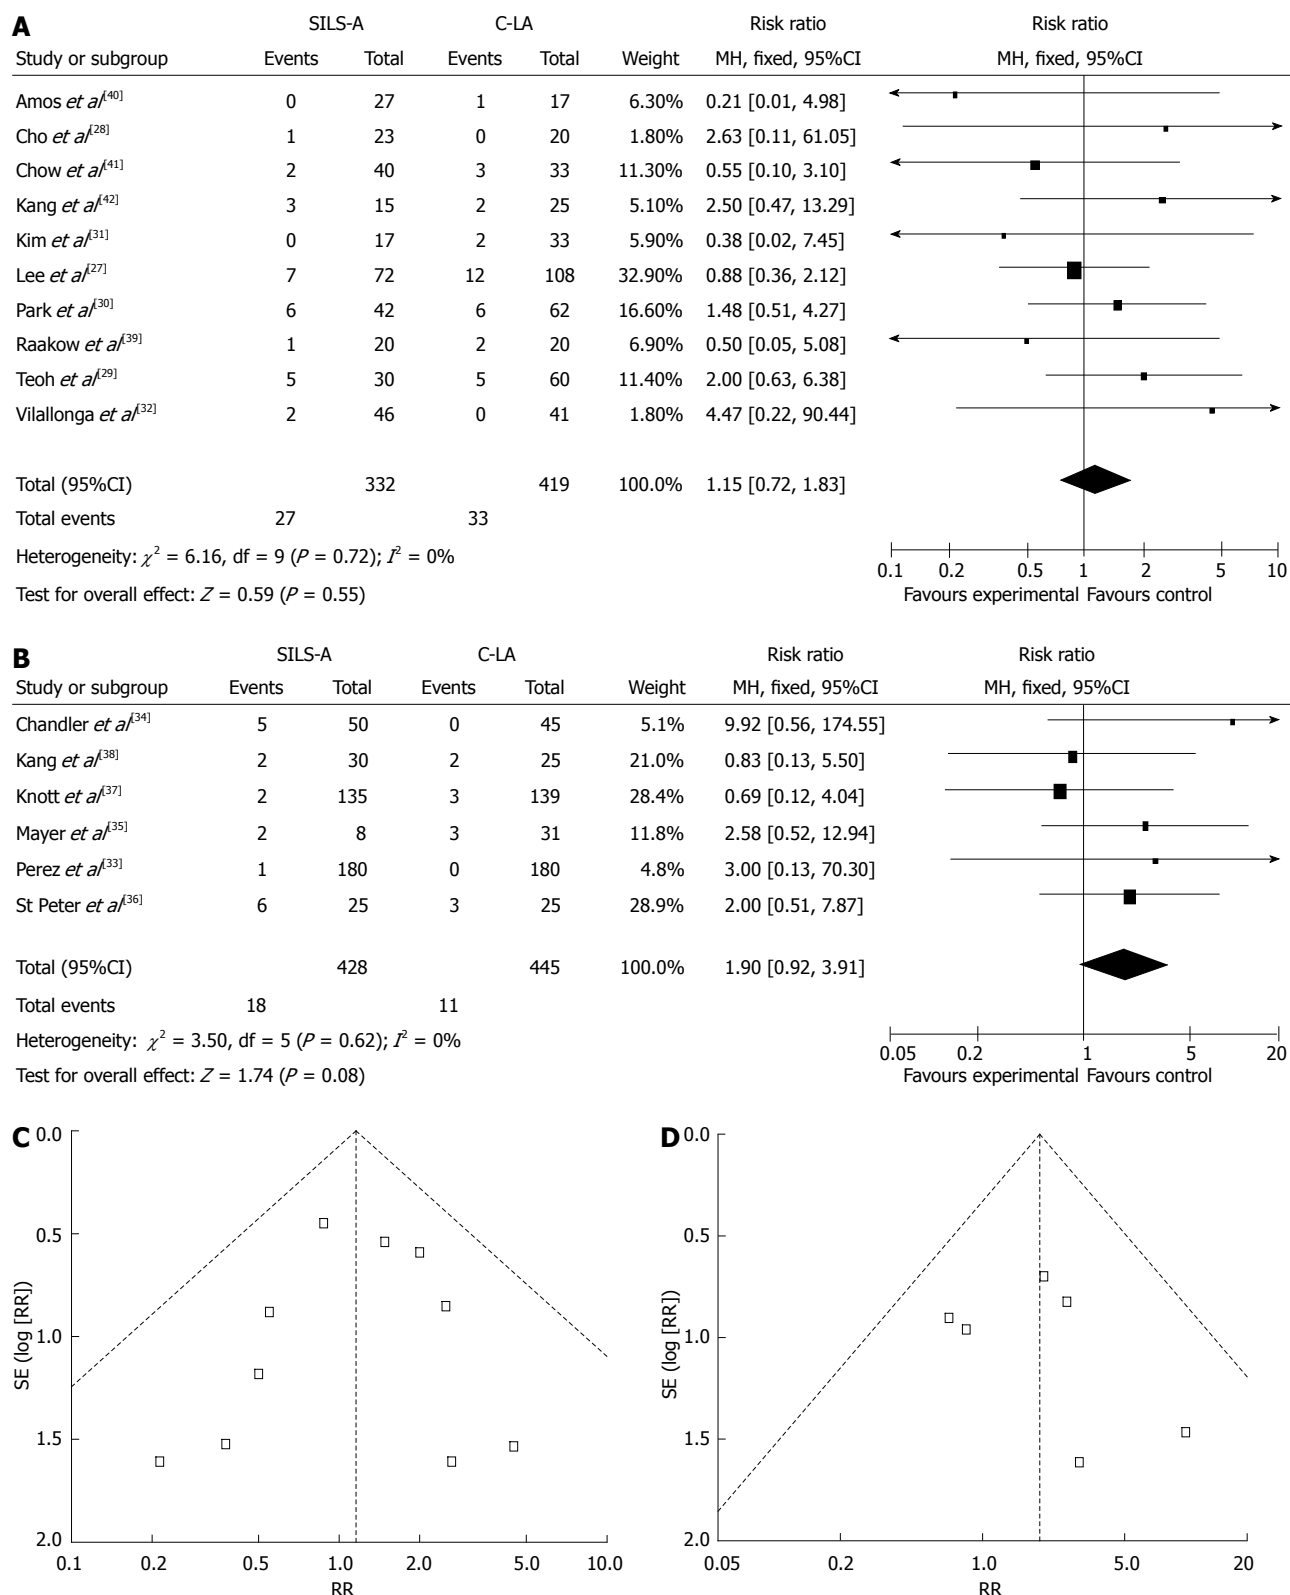 A SILS-A C-LA Risk ratio Risk ratio
Study or subgroup Events Total Events Total Weight MH, fixed, 95%CI MH, fixed, 95%CI
Amos et al[40] 0 27 1 17 6.30% 0.21 [0.01, 4.98]
Cho et al[28] 1 23 0 20 1.80% 2.63 [0.11, 61.05]
Chow et al[41] 2 40 3 33 11.30% 0.55 [0.10, 3.10]
Kang et al[42] 3 15 2 25 5.10% 2.50 [0.47, 13.29]
Kim et al[31] 0 17 2 33 5.90% 0.38 [0.02, 7.45]
Lee et al[27] 7 72 12 108 32.90% 0.88 [0.36, 2.12]
Park et al[30] 6 42 6 62 16.60% 1.48 [0.51, 4.27]
Raakow et al[39] 1 20 2 20 6.90% 0.50 [0.05, 5.08]
Teoh et al[29] 5 30 5 60 11.40% 2.00 [0.63, 6.38]
Vilallonga et al[32] 2 46 0 41 1.80% 4.47 [0.22, 90.44]
Total (95%CI) 332 419 100.0% 1.15 [0.72, 1.83]
Total events 27 33
Heterogeneity: χ2 = 6.16, df = 9 (P = 0.72); I2 = 0%
0.1 0.2 0.5 1 2 5 10
Test for overall effect: Z = 0.59 (P = 0.55) Favours experimental Favours control
B SILS-A C-LA Risk ratio Risk ratio
Study or subgroup Events Total Events Total Weight MH, fixed, 95%CI MH, fixed, 95%CI
Chandler et al[34] 5 50 0 45 5.1% 9.92 [0.56, 174.55]
Kang et al[38] 2 30 2 25 21.0% 0.83 [0.13, 5.50]
Knott et al[37] 2 135 3 139 28.4% 0.69 [0.12, 4.04]
Mayer et al[35] 2 8 3 31 11.8% 2.58 [0.52, 12.94]
Perez et al[33] 1 180 0 180 4.8% 3.00 [0.13, 70.30]
St Peter et al[36] 6 25 3 25 28.9% 2.00 [0.51, 7.87]
Total (95%CI) 428 445 100.0% 1.90 [0.92, 3.91]
Total events 18 11
Heterogeneity: χ2 = 3.50, df = 5 (P = 0.62); I2 = 0%
0.05 0.2 1 5 20
Test for overall effect: Z = 1.74 (P = 0.08) Favours experimental Favours control
C
0.0
0.5
1.0
1.5
2.0
SE (log [RR])
0.1 0.2 0.5 1.0 2.0 5.0 10.0
RR
D
0.0
0.5
1.0
1.5
2.0
SE (log [RR])
0.05 0.2 1.0 5.0 20
RR